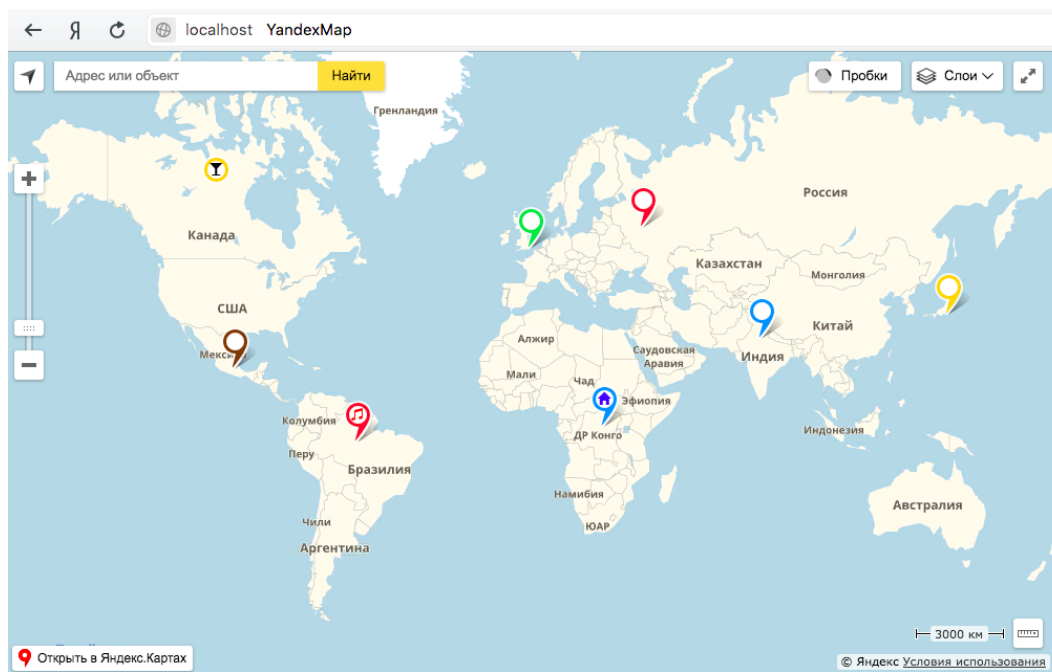 localhost YandexMap
Адрес или объект
Найти
Пробки
Слои
Гренландия
Россия
Канада
Казахстан
Монголия
США
Китай
Алжир
Саудовская
Аравия
Индия
Мали
Чад
Эфиопия
Колумбия
Индонезия
ДР Конго
Перу
Бразилия
Намибия
Австралия
Чили
ЮАР
Аргентина
3000 км
Открыть в Яндекс.Картах
© Яндекс Условия использования